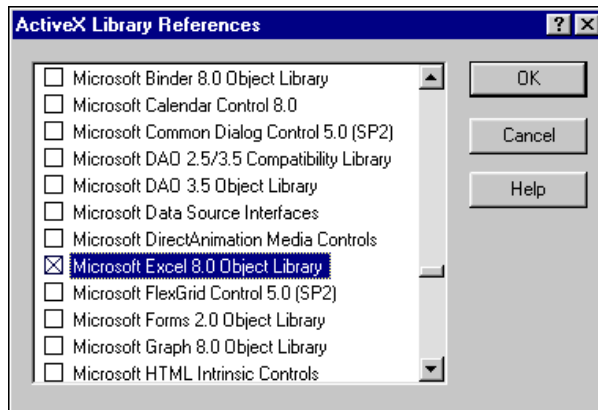 ActiveX Library References
Microsoft Binder 8.0 Object Library
Microsoft Calendar Control 8.0
Microsoft Common Dialog Control 5.0 (SP2)
Microsoft DAO 2.5/3.5 Compatibility Library
Microsoft DAO 3.5 Object Library
Microsoft Data Source Interfaces
Microsoft DirectAnimation Media Controls
Microsoft Excel 8.0 Object Library
Microsoft FlexGrid Control 5.0 (SP2)
Microsoft Forms 2.0 Object Library
Microsoft Graph 8.0 Object Library
Microsoft HTML Intrinsic Controls
OK
Cancel
Help